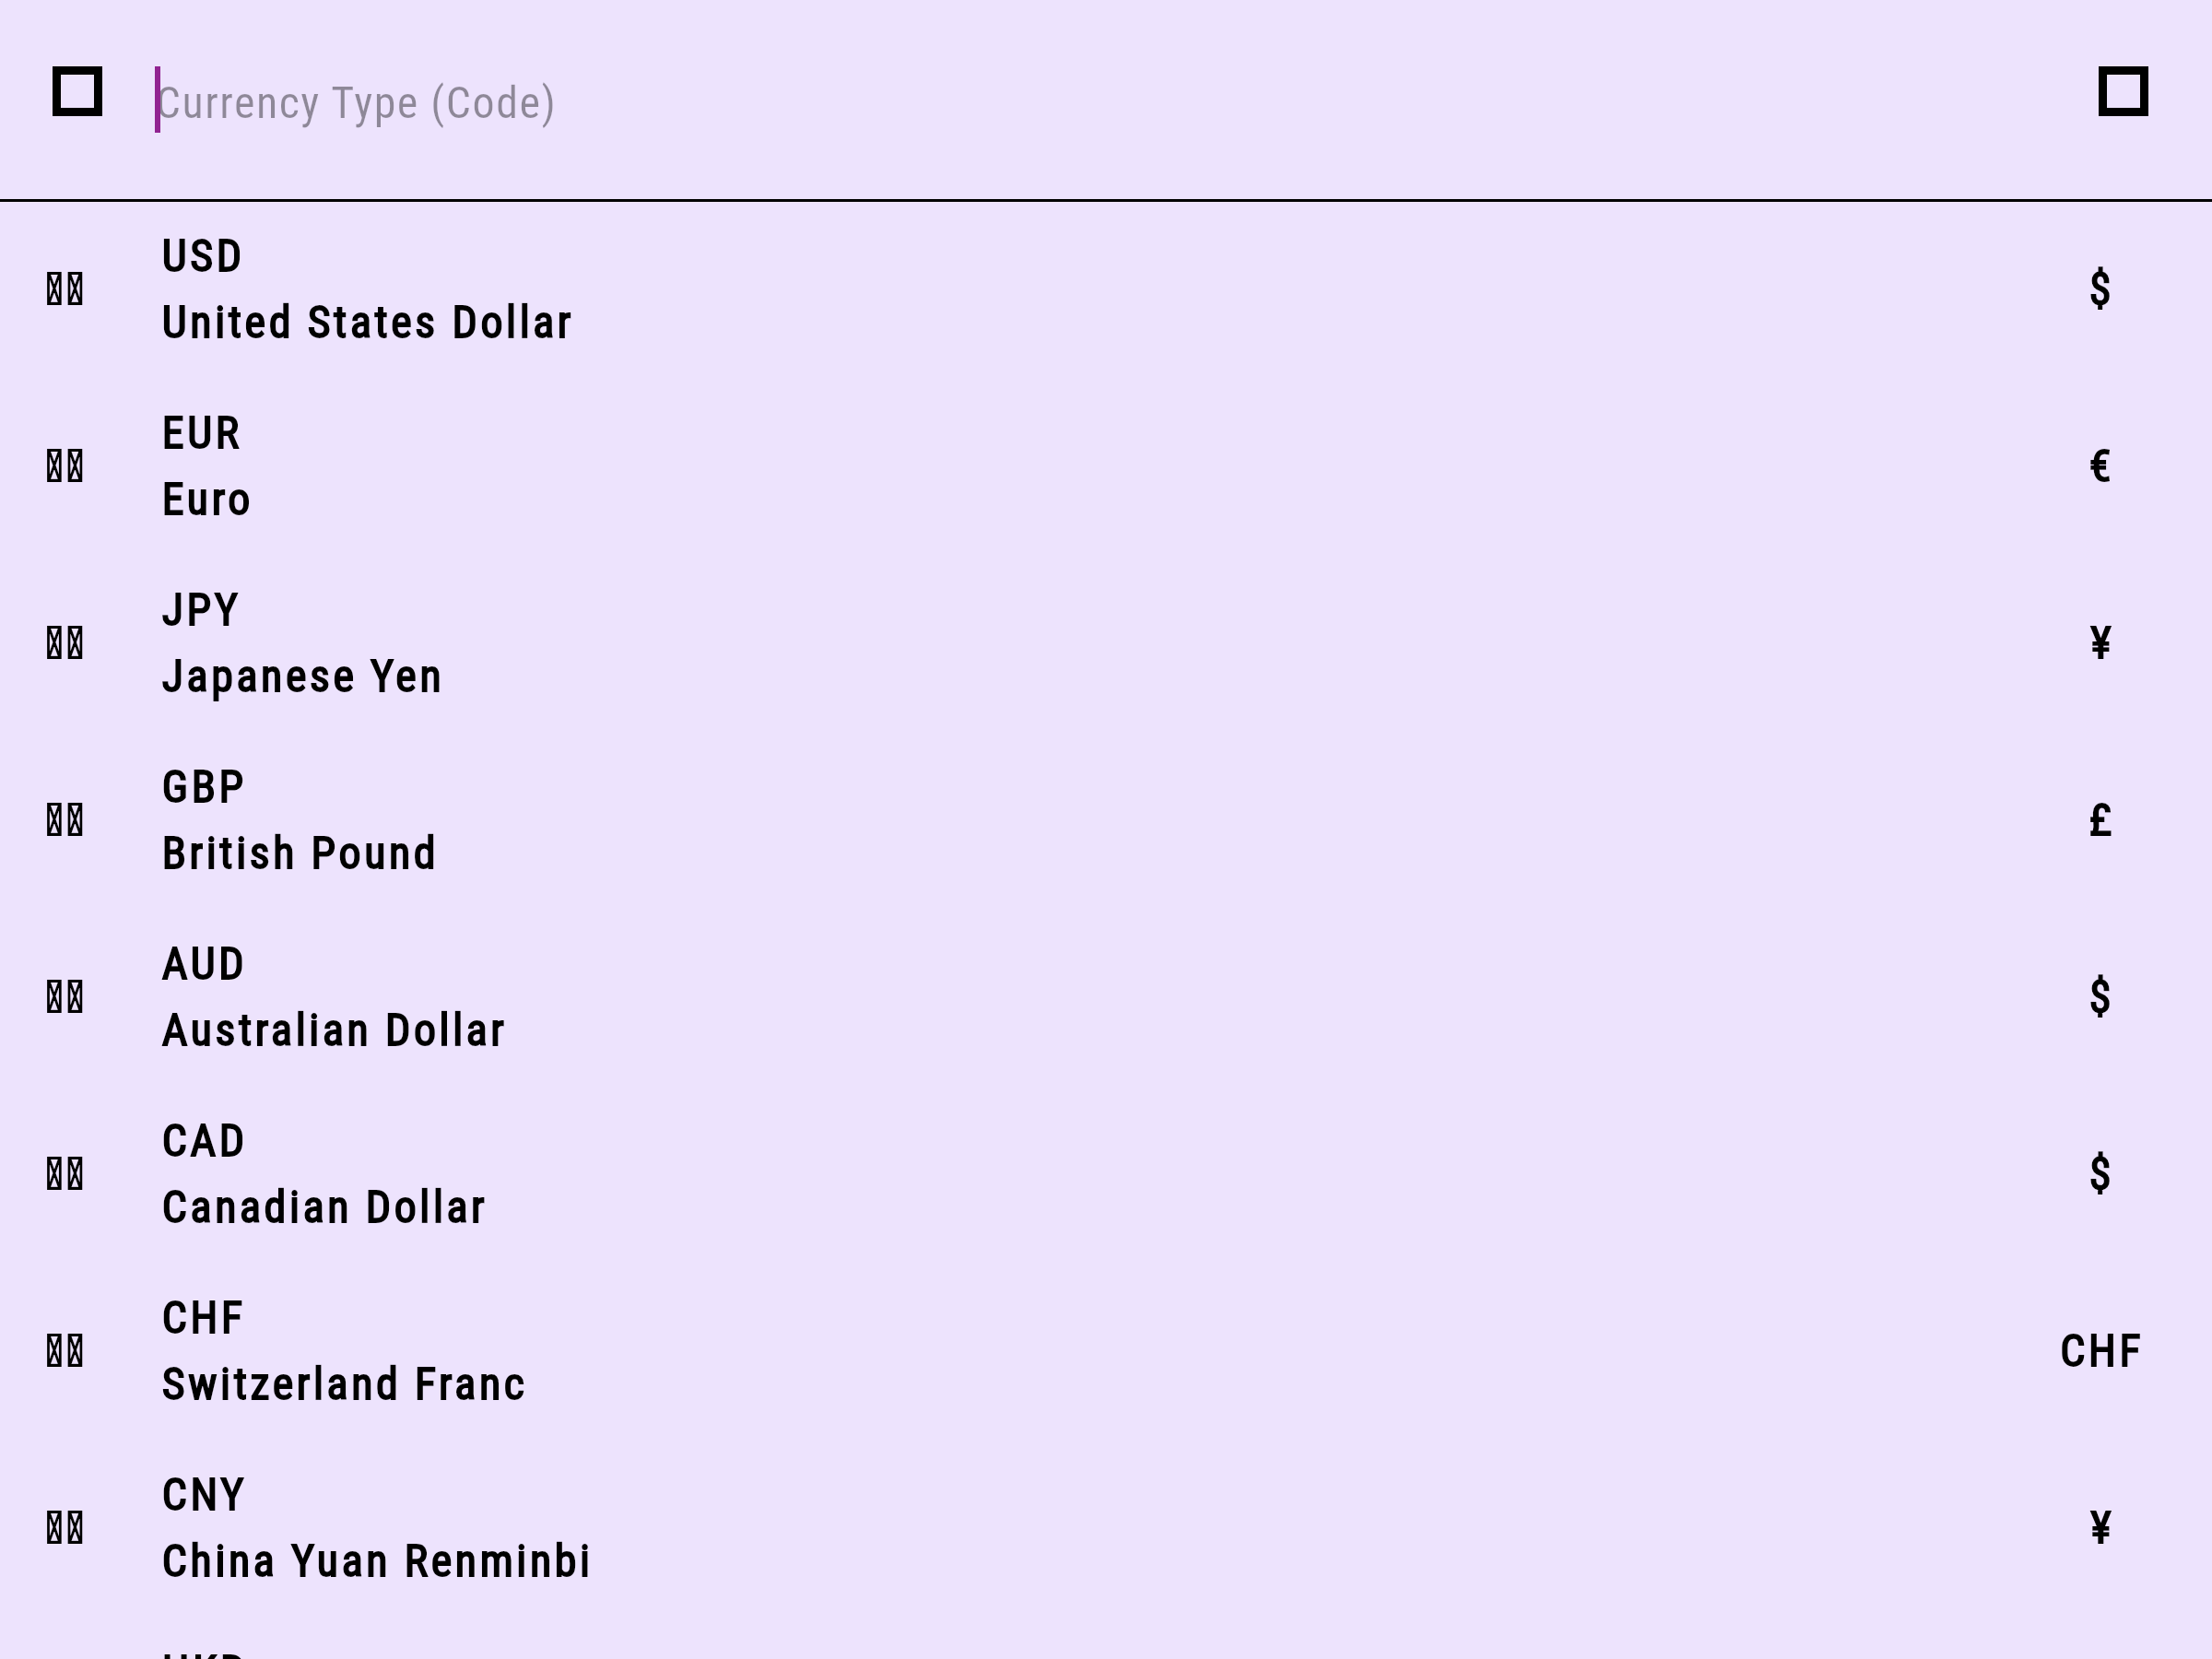 Currency Type (Code)
USD
United States Dollar
$
EUR
Euro
€
JPY
Japanese Yen
¥
GBP
British Pound
£
AUD
Australian Dollar
$
CAD
Canadian Dollar
$
CHF
Switzerland Franc
CHF
CNY
China Yuan Renminbi
¥